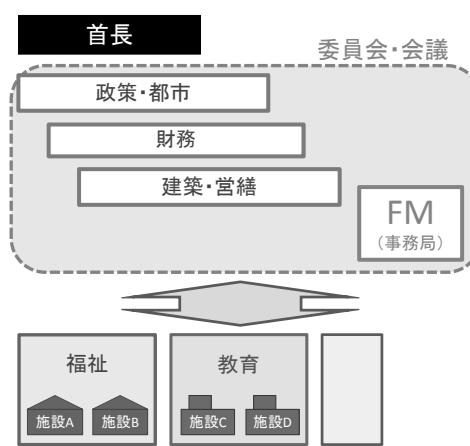 首長
委員会・会議
政策・都市
財務
建築・営繕
FM
(事務局)
福祉
教育
施設A
施設B
施設C
施設D